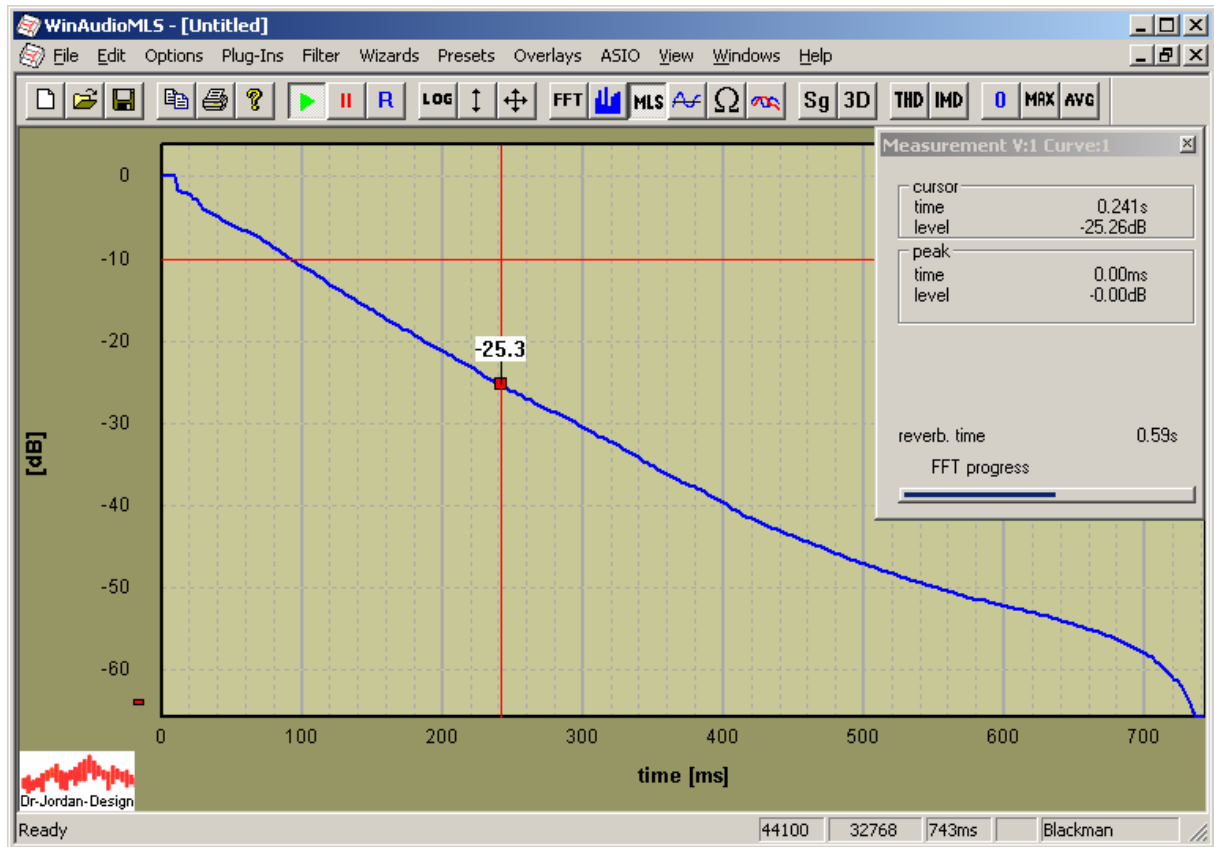 WinAudioMLS - [Untitled]
File Edit Options Plug-Ins Filter Wizards Presets Overlays ASIO View Windows Help
LOG FFT MLS Ω Sg 3D THD IMD 0 MAX AVG
R
Measurement V:1 Curve:1
cursor
time 0.241s
level -25.26dB
peak
time 0.00ms
level -0.00dB
reverb. time 0.59s
FFT progress
0
-10
-20
-30
-40
-50
-60
[dB]
-25.3
0 100 200 300 400 500 600 700
time [ms]
Dr-Jordan-Design
Ready 44100 32768 743ms Blackman